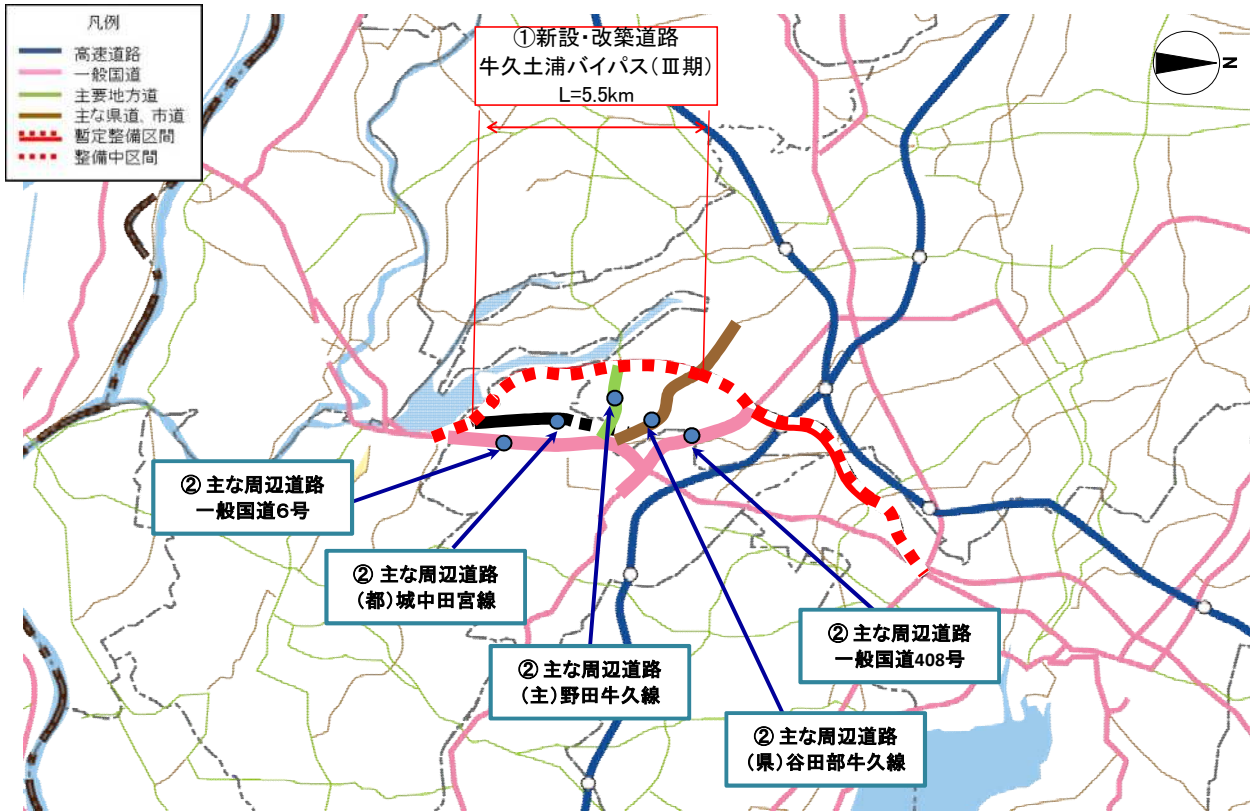 凡例
高速道路
一般国道
主要地方道
主な県道、市道
暫定整備区間
整備中区間
①新設・改築道路
牛久土浦バイパス(Ⅲ期)
L=5.5km
N
② 主な周辺道路
一般国道6号
② 主な周辺道路
(都)城中田宮線
② 主な周辺道路
(主)野田牛久線
② 主な周辺道路
(県)谷田部牛久線
② 主な周辺道路
一般国道408号